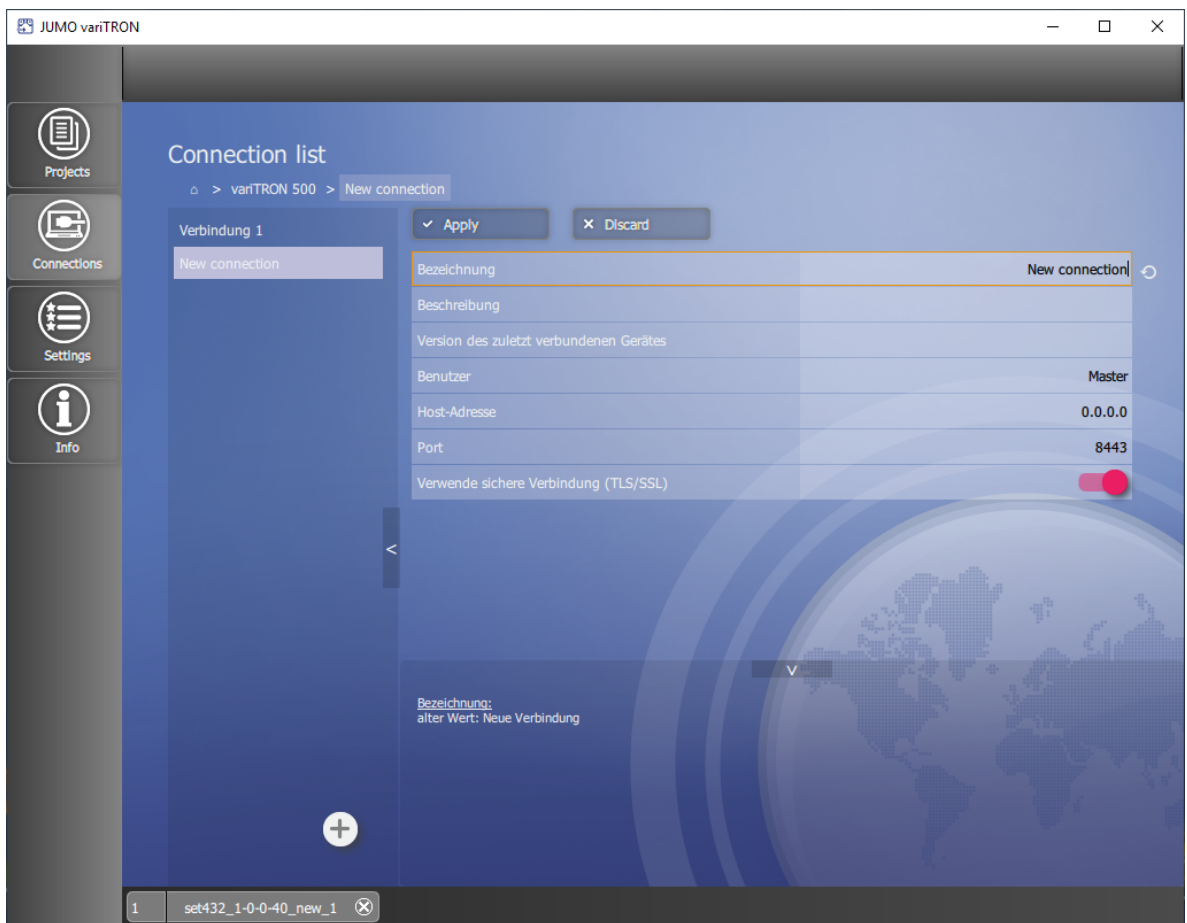 JUMO variTRON
Projects
Connections
Settings
Info
Connection list
> variTRON 500 > New connection
Verbindung 1
New connection
Apply
Discard
Bezeichnung New connection
Beschreibung
Version des zuletzt verbundenen Gerätes
Benutzer Master
Host-Adresse 0.0.0.0
Port 8443
Verwende sichere Verbindung (TLS/SSL)
<
v
Bezeichnung:
alter Wert: Neue Verbindung
1 set432_1-0-0-40_new_1